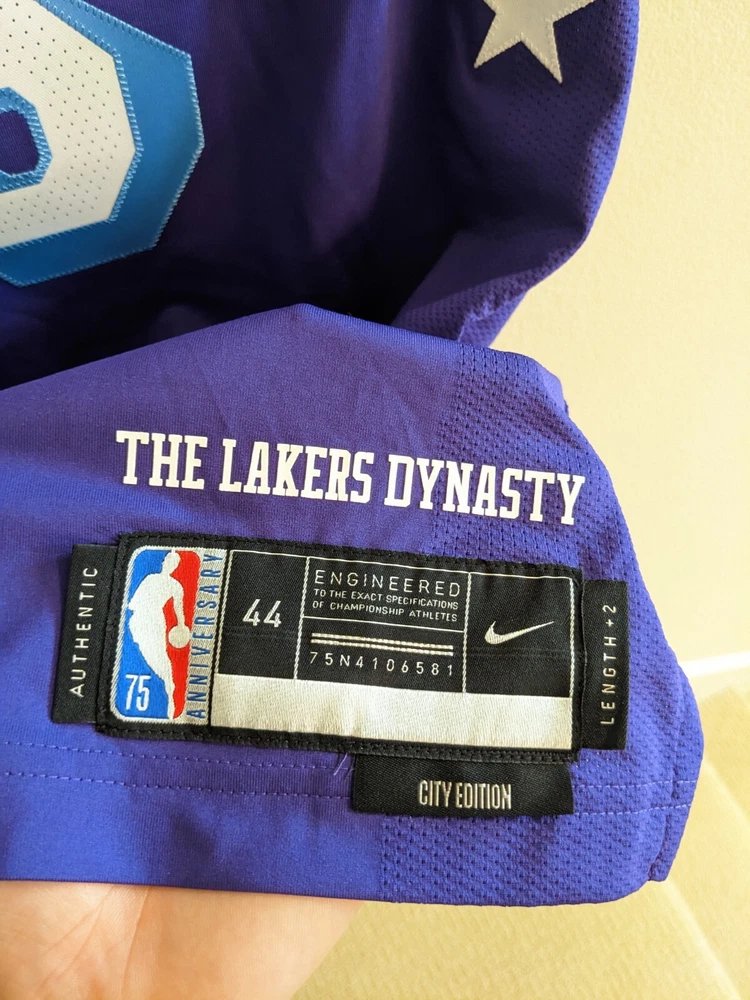 THE LAKERS DYNASTY
AUTHENTIC
75
ANNIVERSARY
44
ENGINEERED
TO THE EXACT SPECIFICATIONS
OF CHAMPIONSHIP ATHLETES
75N4106581
LENGTH +2
CITY EDITION